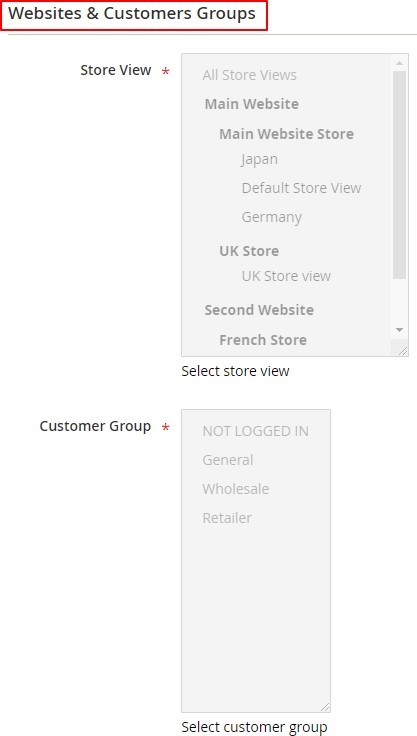 Websites & Customers Groups
Store View *
All Store Views
Main Website
Main Website Store
Japan
Default Store View
Germany
UK Store
UK Store view
Second Website
French Store
Select store view
Customer Group *
NOT LOGGED IN
General
Wholesale
Retailer
Select customer group